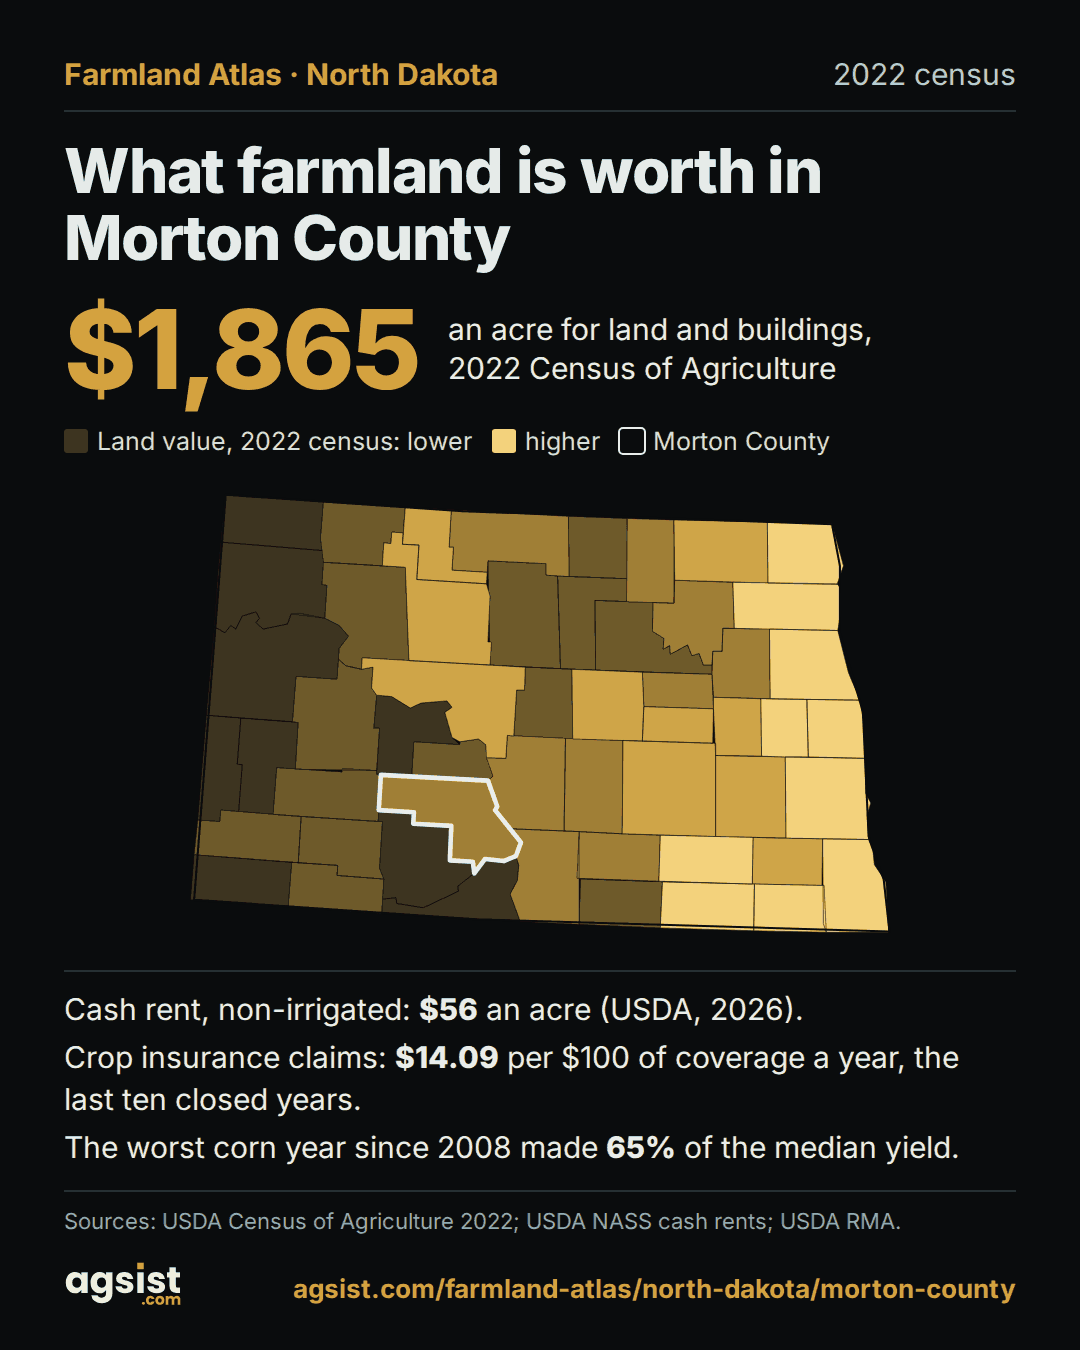 Farmland Atlas · North Dakota
2022 census
What farmland is worth in
Morton County
$1,865
an acre for land and buildings,
2022 Census of Agriculture
Land value, 2022 census: lower
higher
Morton County
Cash rent, non-irrigated: $56 an acre (USDA, 2026).
Crop insurance claims: $14.09 per $100 of coverage a year, the
last ten closed years.
The worst corn year since 2008 made 65% of the median yield.
Sources: USDA Census of Agriculture 2022; USDA NASS cash rents; USDA RMA.
agsist
.com
agsist.com/farmland-atlas/north-dakota/morton-county